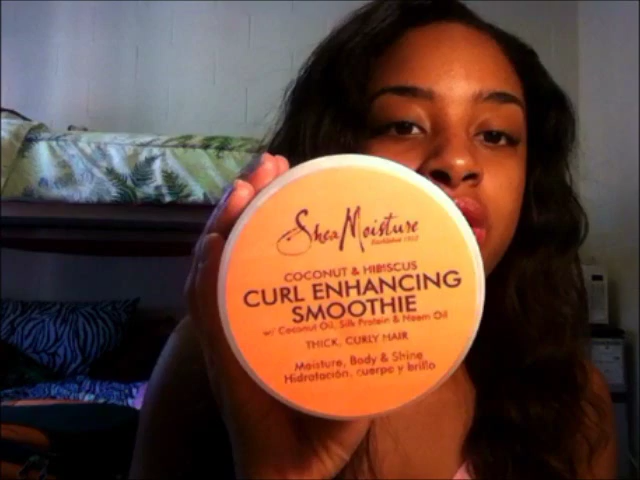 SheaMoisture
Established 1912
COCONUT & HIBISCUS
CURL ENHANCING
SMOOTHIE
w/ Coconut Oil, Silk Protein & Neem Oil
THICK, CURLY HAIR
Moisture, Body & Shine
Hidratación, cuerpo y brillo